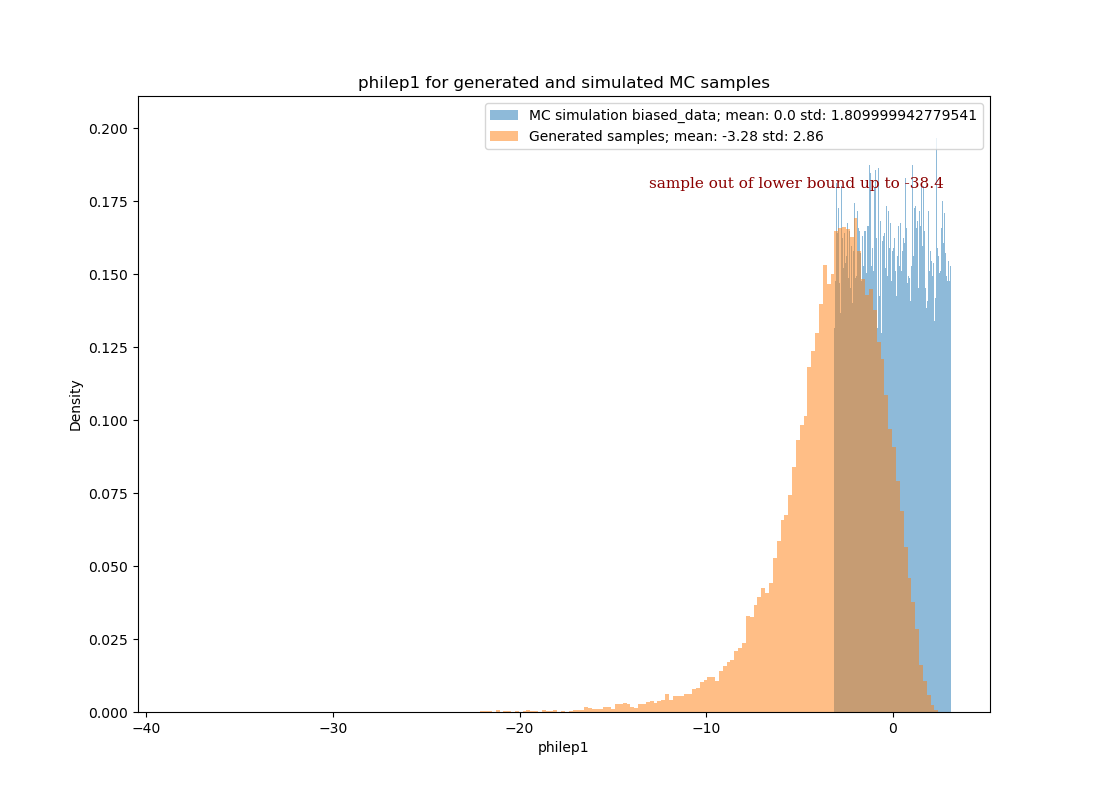 philep1 for generated and simulated MC samples
MC simulation biased_data; mean: 0.0 std: 1.809999942779541
Generated samples; mean: -3.28 std: 2.86
sample out of lower bound up to -38.4
0.200
0.175
0.150
0.125
0.100
0.075
0.050
0.025
0.000
Density
−40
−30
−20
−10
0
philep1